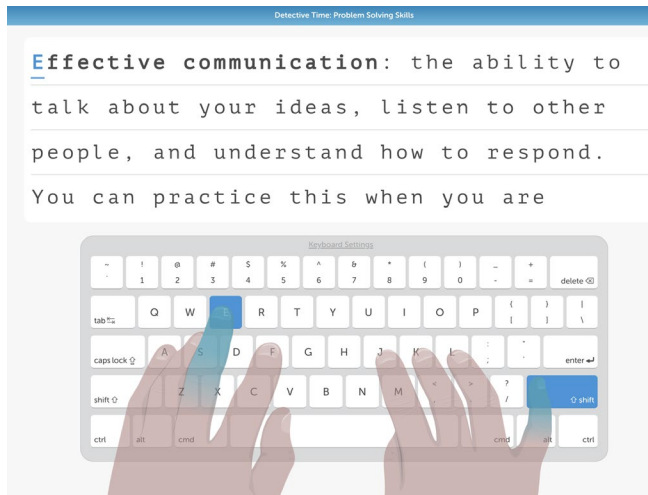 Detective Time: Problem Solving Skills
Effective communication: the ability to
talk about your ideas, listen to other
people, and understand how to respond.
You can practice this when you are
Keyboard Settings
~ ! @ # $ % ^ & * ( ) _ +
` 1 2 3 4 5 6 7 8 9 0 - = delete
tab Q W E R T Y U I O P { [ } ] | \
caps lock A S D F G H J K L : ; " ' enter
shift Z X C V B N M < , > . ? / shift
ctrl alt cmd cmd alt ctrl